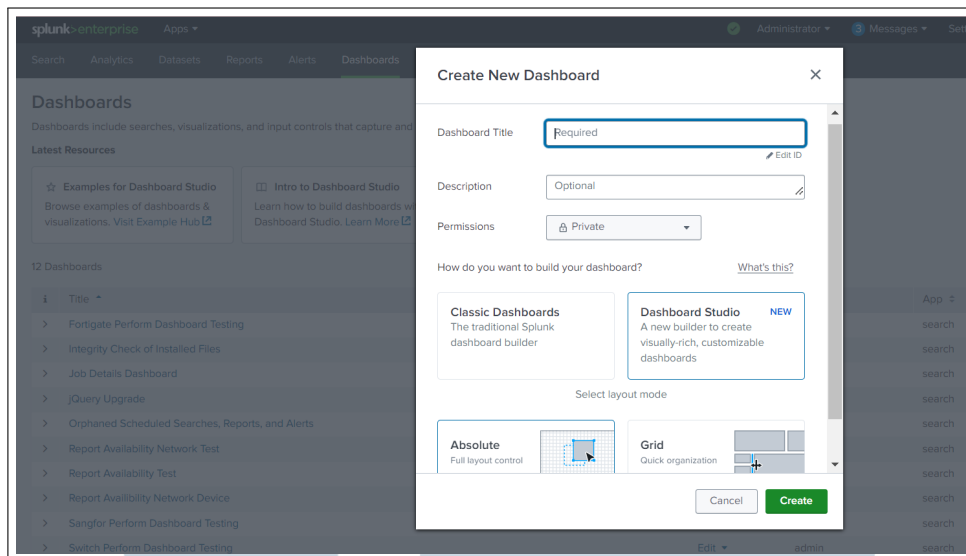 splunk>enterprise Apps
Administrator 3 Messages Sett
Search Analytics Datasets Reports Alerts Dashboards
Dashboards
Dashboards include searches, visualizations, and input controls that capture and
Latest Resources
Examples for Dashboard Studio
Browse examples of dashboards &
visualizations. Visit Example Hub
Intro to Dashboard Studio
Learn how to build dashboards wi
Dashboard Studio. Learn More
12 Dashboards
i Title App
Fortigate Perform Dashboard Testing search
Integrity Check of Installed Files search
Job Details Dashboard search
jQuery Upgrade search
Orphaned Scheduled Searches, Reports, and Alerts search
Report Availability Network Test search
Report Availability Test search
Report Availibility Network Device search
Sangfor Perform Dashboard Testing search
Switch Perform Dashboard Testing Edit admin search
Create New Dashboard
Dashboard Title Required
Edit ID
Description Optional
Permissions Private
How do you want to build your dashboard? What's this?
Classic Dashboards
The traditional Splunk
dashboard builder
Dashboard Studio NEW
A new builder to create
visually-rich, customizable
dashboards
Select layout mode
Absolute
Full layout control
Grid
Quick organization
Cancel Create